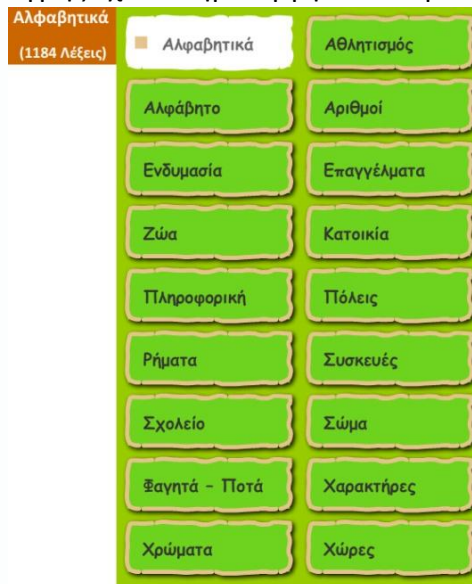 Αλφαβητικά
(1184 Λέξεις)
Αλφαβητικά
Αθλητισμός
Αλφάβητο
Αριθμοί
Ενδυμασία
Επαγγέλματα
Ζώα
Κατοικία
Πληροφορική
Πόλεις
Ρήματα
Συσκευές
Σχολείο
Σώμα
Φαγητά - Ποτά
Χαρακτήρες
Χρώματα
Χώρες